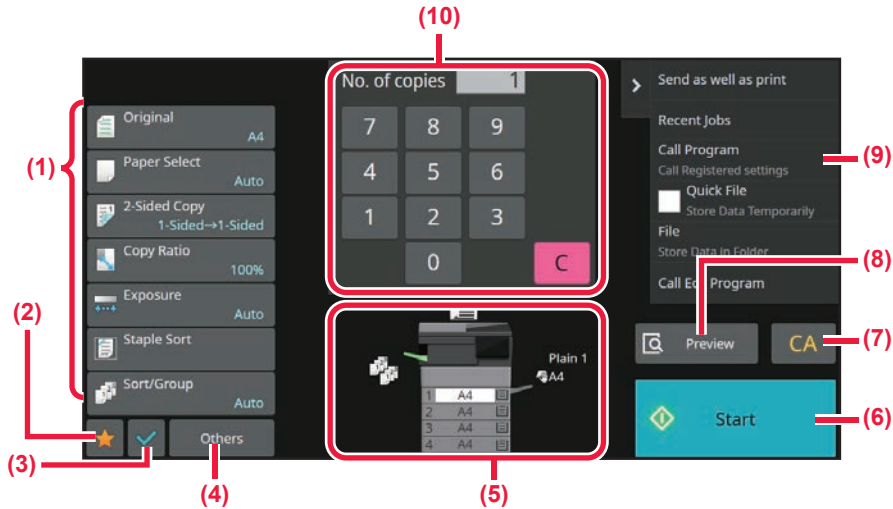 (10)
No. of copies 1
7 8 9
4 5 6
1 2 3
0 C
(1)
Original
A4
Paper Select
Auto
2-Sided Copy
1-Sided→1-Sided
Copy Ratio
100%
Exposure
Auto
Staple Sort
Sort/Group
Auto
(2)
(3)
Others
(4)
Plain 1
A4
1 A4
2 A4
3 A4
4 A4
(5)
Send as well as print
Recent Jobs
Call Program
Call Registered settings
Quick File
Store Data Temporarily
File
Store Data in Folder
Call Program
(9)
(8)
Preview
CA
(7)
Start
(6)